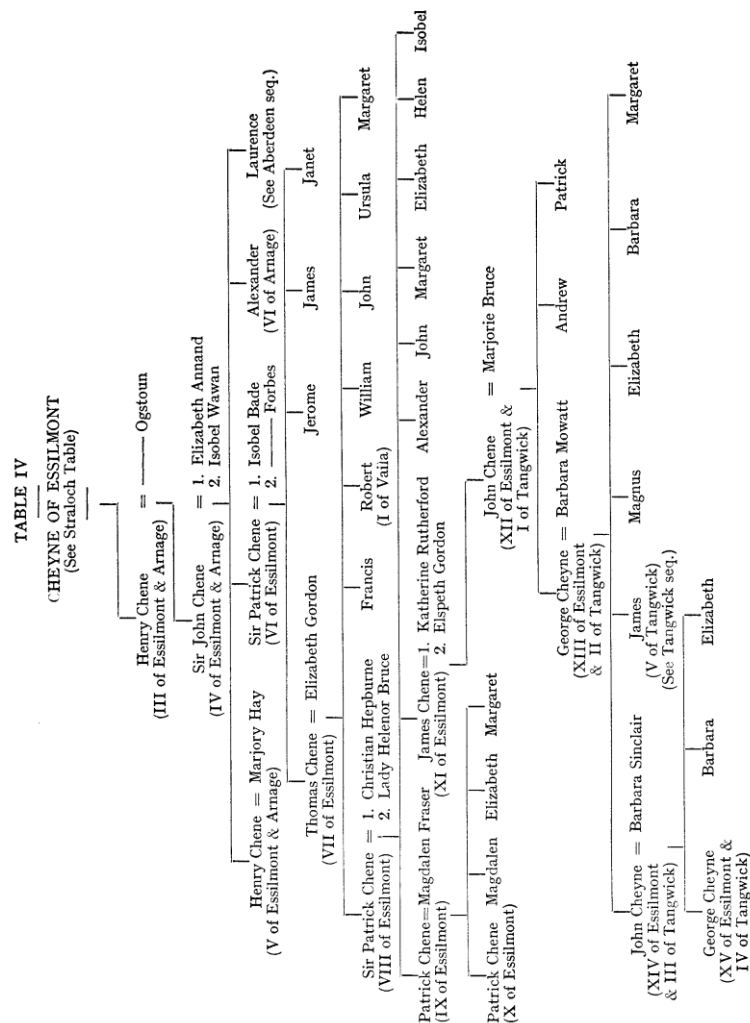 TABLE IV
CHEYNE OF ESSILMONT
(See Straloch Table)
Henry Chene = ——— Ogstoun
(III of Essilmont & Arnage)
Sir John Chene = 1. Elizabeth Annand
(IV of Essilmont & Arnage) 2. Isobel Wawan
Henry Chene = Marjory Hay
(V of Essilmont & Arnage)
Sir Patrick Chene = 1. Isobel Bade
(VI of Essilmont) 2. ——— Forbes
Alexander
(VI of Arnage)
Laurence
(See Aberdeen seq.)
Thomas Chene = Elizabeth Gordon
(VII of Essilmont)
Jerome
James
Janet
Sir Patrick Chene = 1. Christian Hepburne
(VIII of Essilmont) 2. Lady Helenor Bruce
Francis
Robert
(I of Vaila)
William
John
Ursula
Margaret
Patrick Chene=Magdalen Fraser
(IX of Essilmont)
James Chene=1. Katherine Rutherford
(XI of Essilmont) 2. Elspeth Gordon
Alexander
John
Margaret
Elizabeth
Helen
Isobel
Patrick Chene
(X of Essilmont)
Magdalen
Elizabeth
Margaret
John Chene = Marjorie Bruce
(XII of Essilmont &
I of Tangwick)
George Cheyne = Barbara Mowatt
(XIII of Essilmont
& II of Tangwick)
Andrew
Patrick
John Cheyne = Barbara Sinclair
(XIV of Essilmont
& III of Tangwick)
James
(V of Tangwick)
(See Tangwick seq.)
Magnus
Elizabeth
Barbara
Margaret
George Cheyne
(XV of Essilmont &
IV of Tangwick)
Barbara
Elizabeth